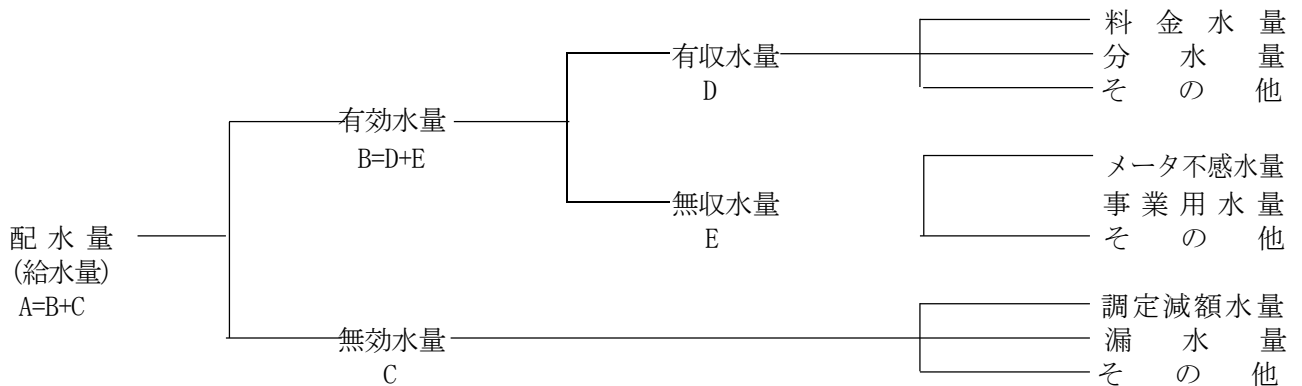 料金水量
有収水量 分水量
D その他
有効水量
B=D+E
メータ不感水量
無収水量 事業用水量
E その他
配水量
(給水量)
A=B+C
調定減額水量
無効水量 漏水量
C その他